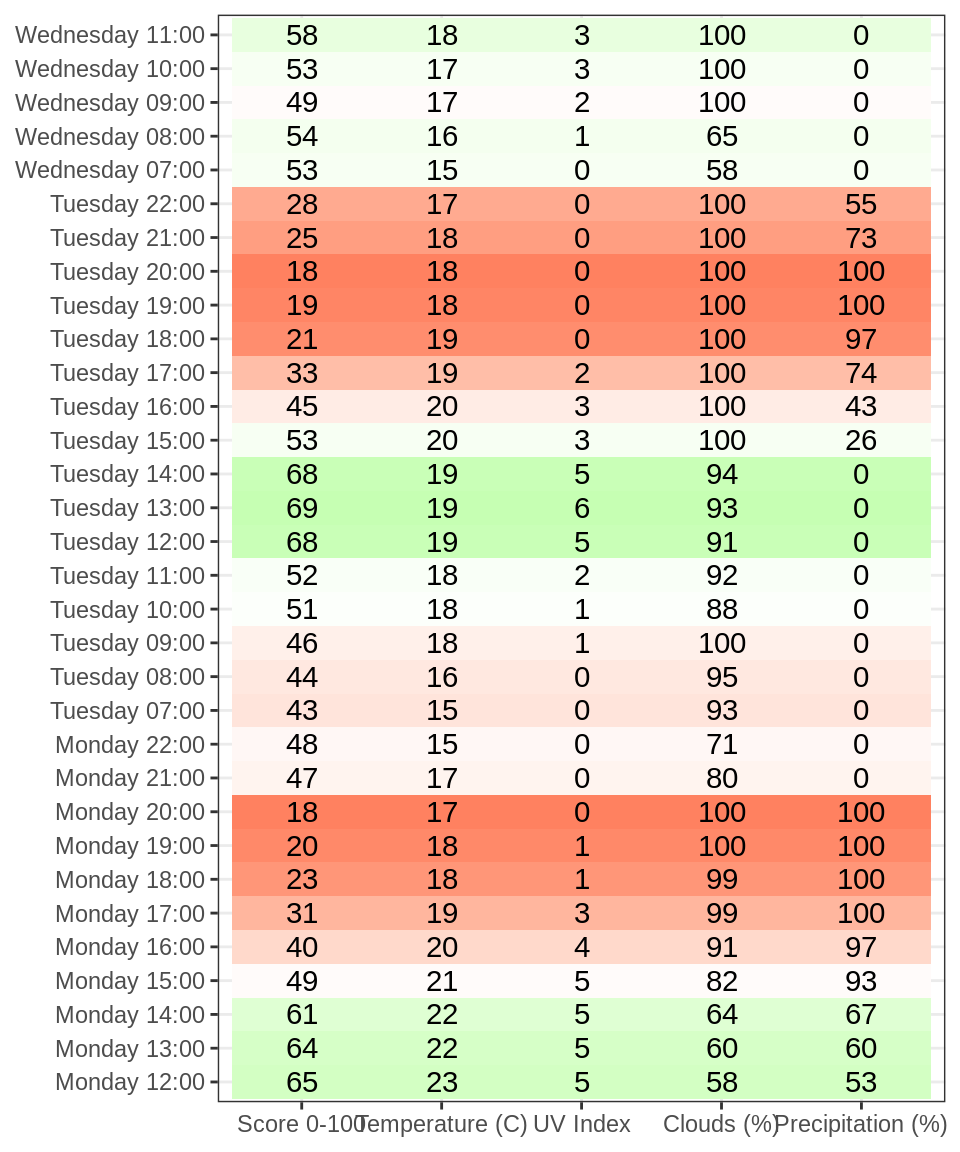 Wednesday 11:00 58 18 3 100 0
Wednesday 10:00 53 17 3 100 0
Wednesday 09:00 49 17 2 100 0
Wednesday 08:00 54 16 1 65 0
Wednesday 07:00 53 15 0 58 0
Tuesday 22:00 28 17 0 100 55
Tuesday 21:00 25 18 0 100 73
Tuesday 20:00 18 18 0 100 100
Tuesday 19:00 19 18 0 100 100
Tuesday 18:00 21 19 0 100 97
Tuesday 17:00 33 19 2 100 74
Tuesday 16:00 45 20 3 100 43
Tuesday 15:00 53 20 3 100 26
Tuesday 14:00 68 19 5 94 0
Tuesday 13:00 69 19 6 93 0
Tuesday 12:00 68 19 5 91 0
Tuesday 11:00 52 18 2 92 0
Tuesday 10:00 51 18 1 88 0
Tuesday 09:00 46 18 1 100 0
Tuesday 08:00 44 16 0 95 0
Tuesday 07:00 43 15 0 93 0
Monday 22:00 48 15 0 71 0
Monday 21:00 47 17 0 80 0
Monday 20:00 18 17 0 100 100
Monday 19:00 20 18 1 100 100
Monday 18:00 23 18 1 99 100
Monday 17:00 31 19 3 99 100
Monday 16:00 40 20 4 91 97
Monday 15:00 49 21 5 82 93
Monday 14:00 61 22 5 64 67
Monday 13:00 64 22 5 60 60
Monday 12:00 65 23 5 58 53
Score 0-100 Temperature (C) UV Index Clouds (%) Precipitation (%)